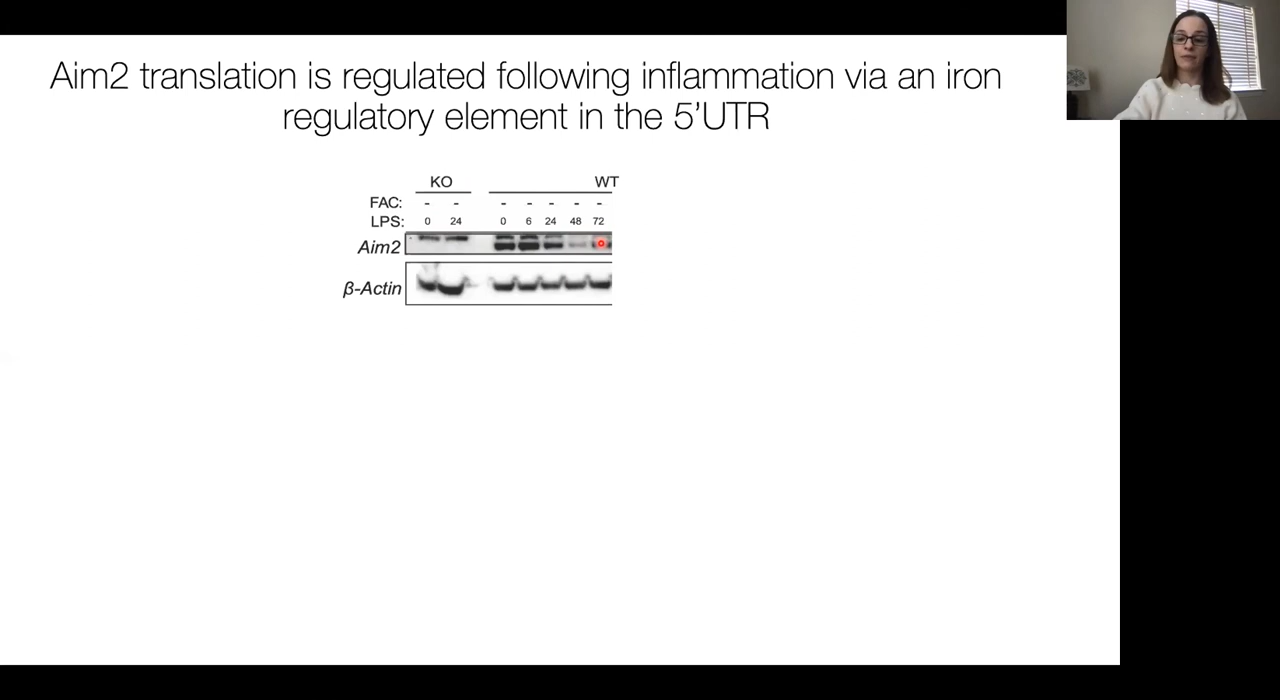 Aim2 translation is regulated following inflammation via an iron
regulatory element in the 5’UTR
KO WT
FAC: - - - - - - -
LPS: 0 24 0 6 24 48 72
Aim2
β-Actin